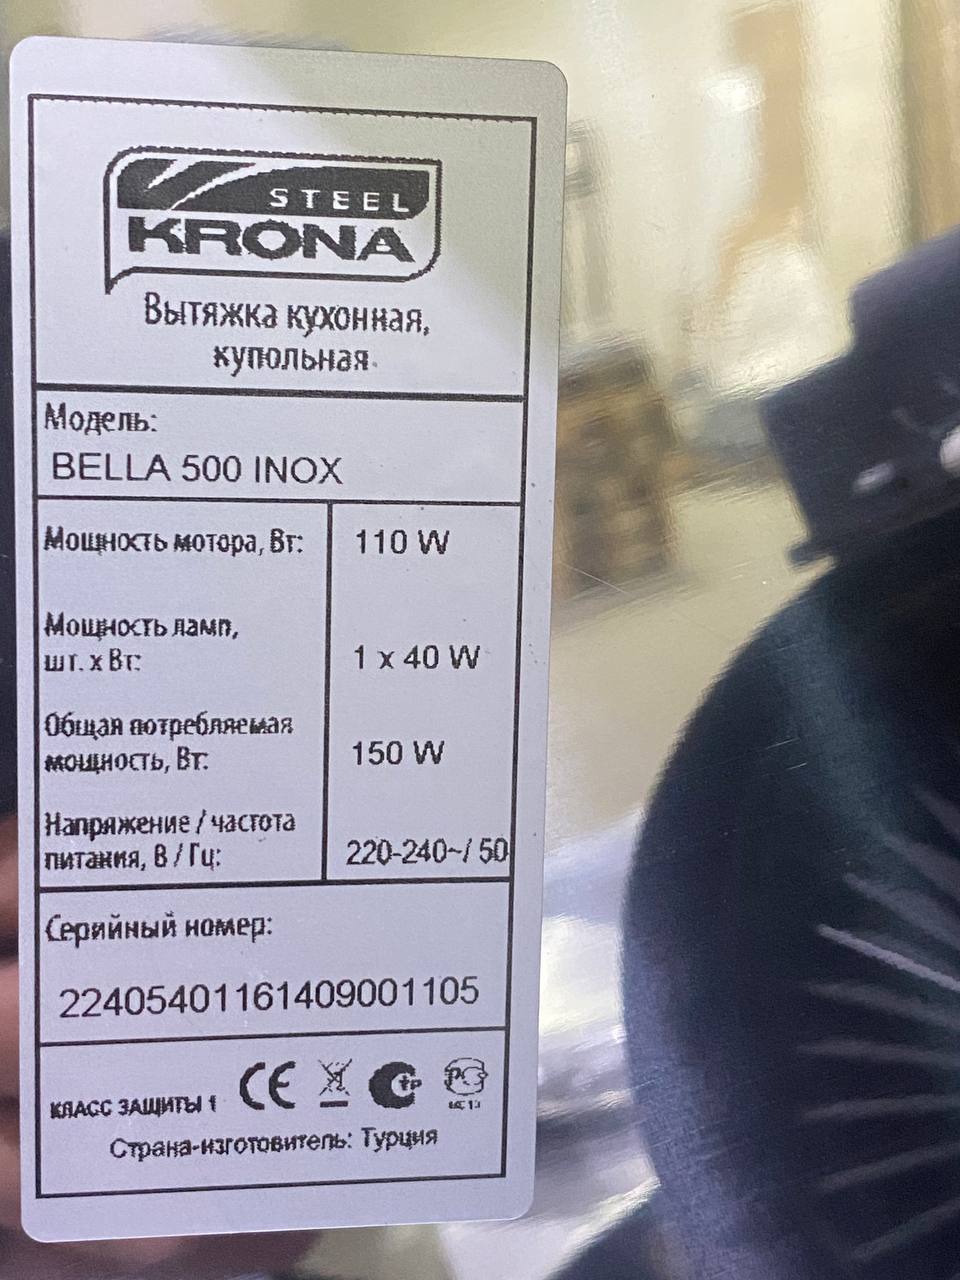 STEEL
KRONA
Вытяжка кухонная,
купольная.
Модель:
BELLA 500 INOX
Мощность мотора, Вт: 110 W
Мощность ламп,
шт. х Вт: 1 x 40 W
Общая потребляемая
мощность, Вт: 150 W
Напряжение / частота
питания, В / Гц: 220-240~/ 50
Серийный номер:
22405401161409001105
КЛАСС ЗАЩИТЫ 1 CE
Страна-изготовитель: Турция